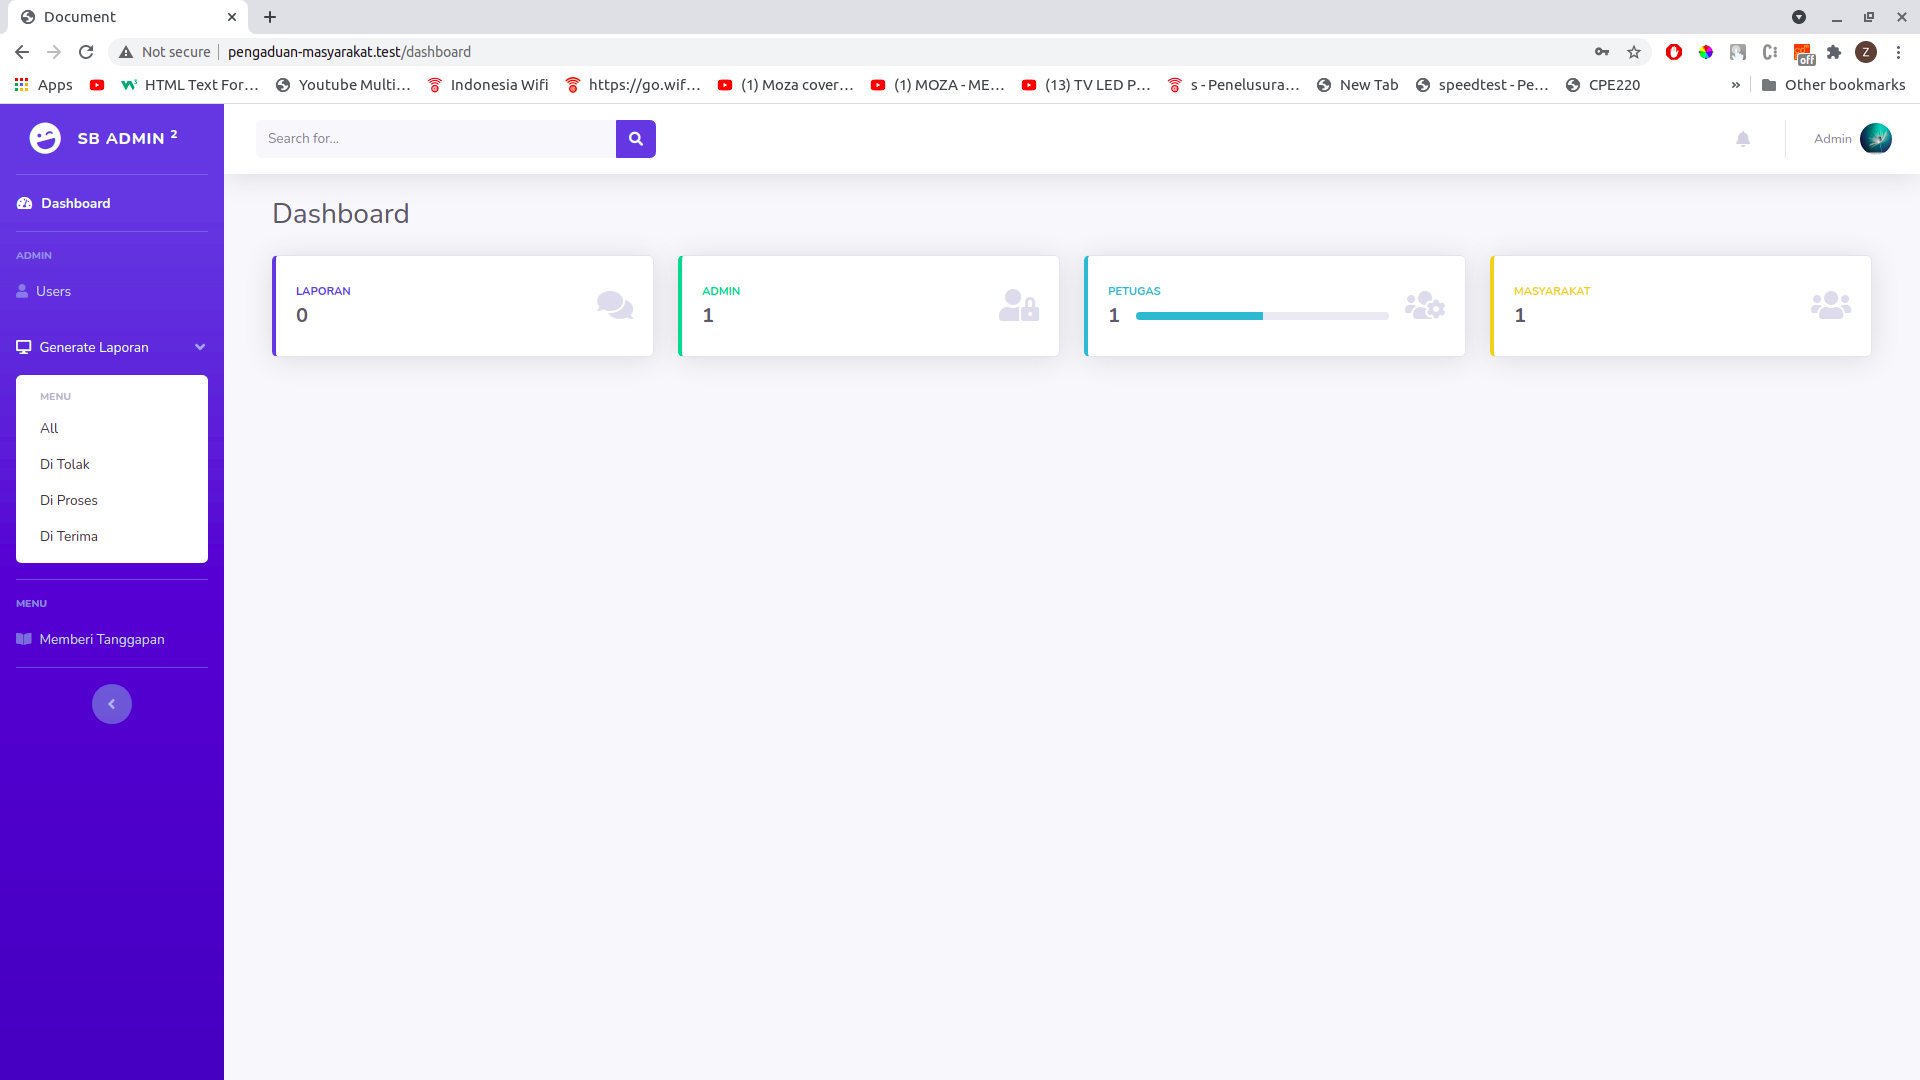 Document
Not secure
pengaduan-masyarakat.test/dashboard
Apps
HTML Text For...
Youtube Multi...
Indonesia Wifi
https://go.wif...
(1) Moza cover...
(1) MOZA - ME...
(13) TV LED P...
s - Penelusura...
New Tab
speedtest - Pe...
CPE220
»
Other bookmarks
off
Z
SB ADMIN 2
Search for...
Admin
Dashboard
ADMIN
Users
Generate Laporan
MENU
All
Di Tolak
Di Proses
Di Terima
MENU
Memberi Tanggapan
Dashboard
LAPORAN
0
ADMIN
1
PETUGAS
1
MASYARAKAT
1